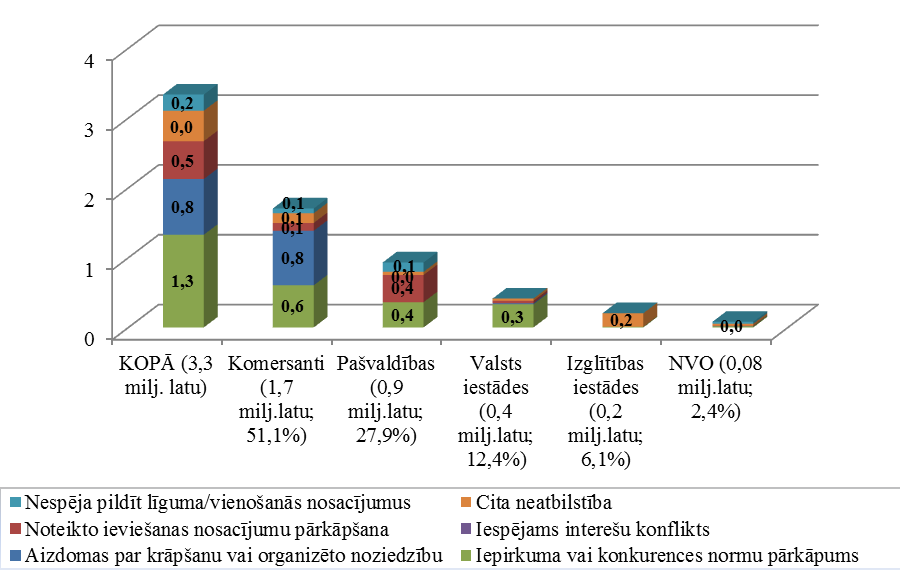 4
3
2
1
0
0,2
0,0
0,5
0,8
1,3
0,1
0,1
0,1
0,8
0,6
0,1
0,0
0,4
0,4
0,3
0,2
0,0
KOPĀ (3,3
milj. latu)
Komersanti
(1,7
milj.latu;
51,1%)
Pašvaldības
(0,9
milj.latu;
27,9%)
Valsts
iestādes
(0,4
milj.latu;
12,4%)
Izglītības
iestādes
(0,2
milj.latu;
6,1%)
NVO (0,08
milj.latu;
2,4%)
Nespēja pildīt līguma/vienošanās nosacījumus
Cita neatbilstība
Noteikto ieviešanas nosacījumu pārkāpšana
Iespējams interešu konflikts
Aizdomas par krāpšanu vai organizēto noziedzību
Iepirkuma vai konkurences normu pārkāpums